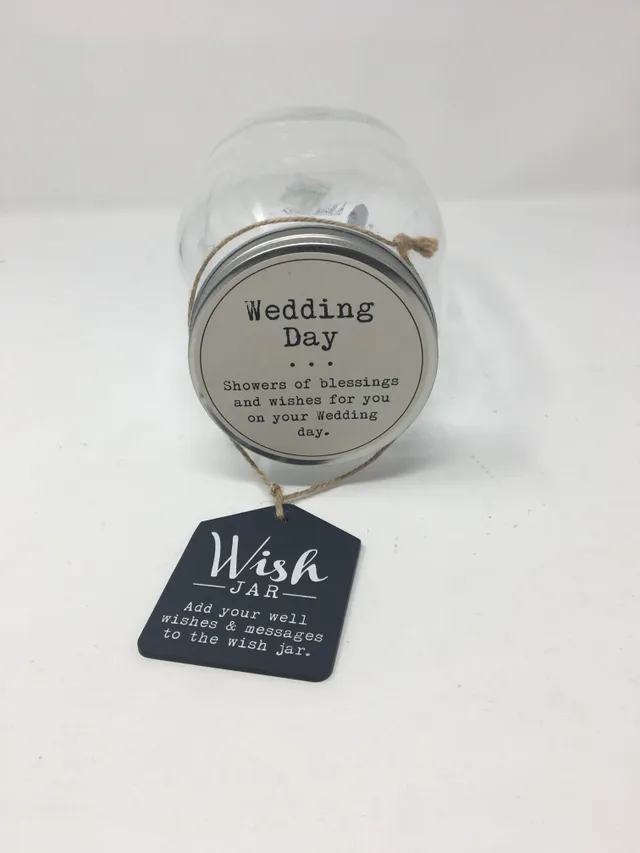 Wedding
Day
• • •
Showers of blessings
and wishes for you
on your Wedding
day.
Wish
JAR
Add your well
wishes & messages
to the wish jar.